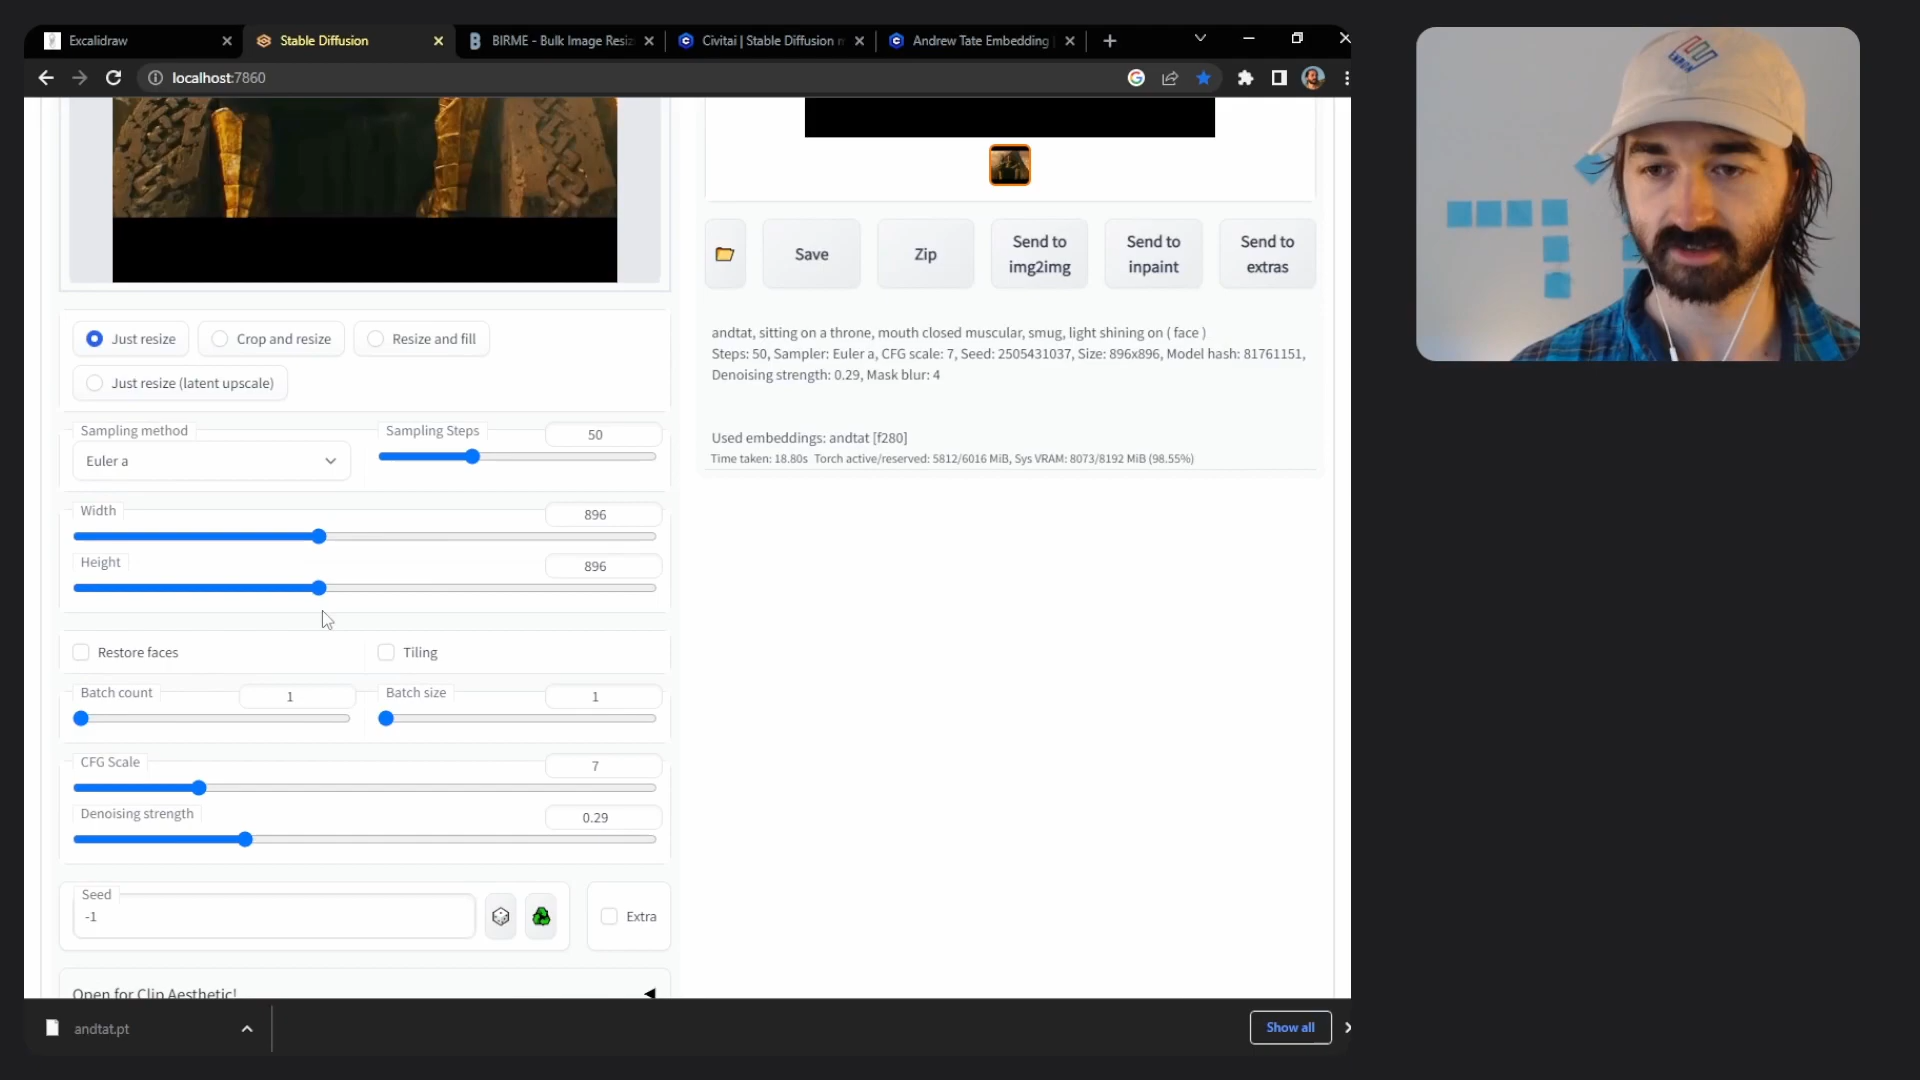 Excalidraw
Stable Diffusion
BIRME - Bulk Image Resiz
Civitai | Stable Diffusion
Andrew Tate Embedding
localhost:7860
Save
Zip
Send to img2img
Send to inpaint
Send to extras
Just resize
Crop and resize
Resize and fill
Just resize (latent upscale)
andtat, sitting on a throne, mouth closed muscular, smug, light shining on ( face )
Steps: 50, Sampler: Euler a, CFG scale: 7, Seed: 2505431037, Size: 896x896, Model hash: 81761151,
Denoising strength: 0.29, Mask blur: 4
Used embeddings: andtat [f280]
Time taken: 18.80s Torch active/reserved: 5812/6016 MiB, Sys VRAM: 8073/8192 MiB (98.55%)
Sampling method
Euler a
Sampling Steps
50
Width
896
Height
896
Restore faces
Tiling
Batch count
1
Batch size
1
CFG Scale
7
Denoising strength
0.29
Seed
-1
Extra
Open for Clip Aesthetic!
andtat.pt
Show all